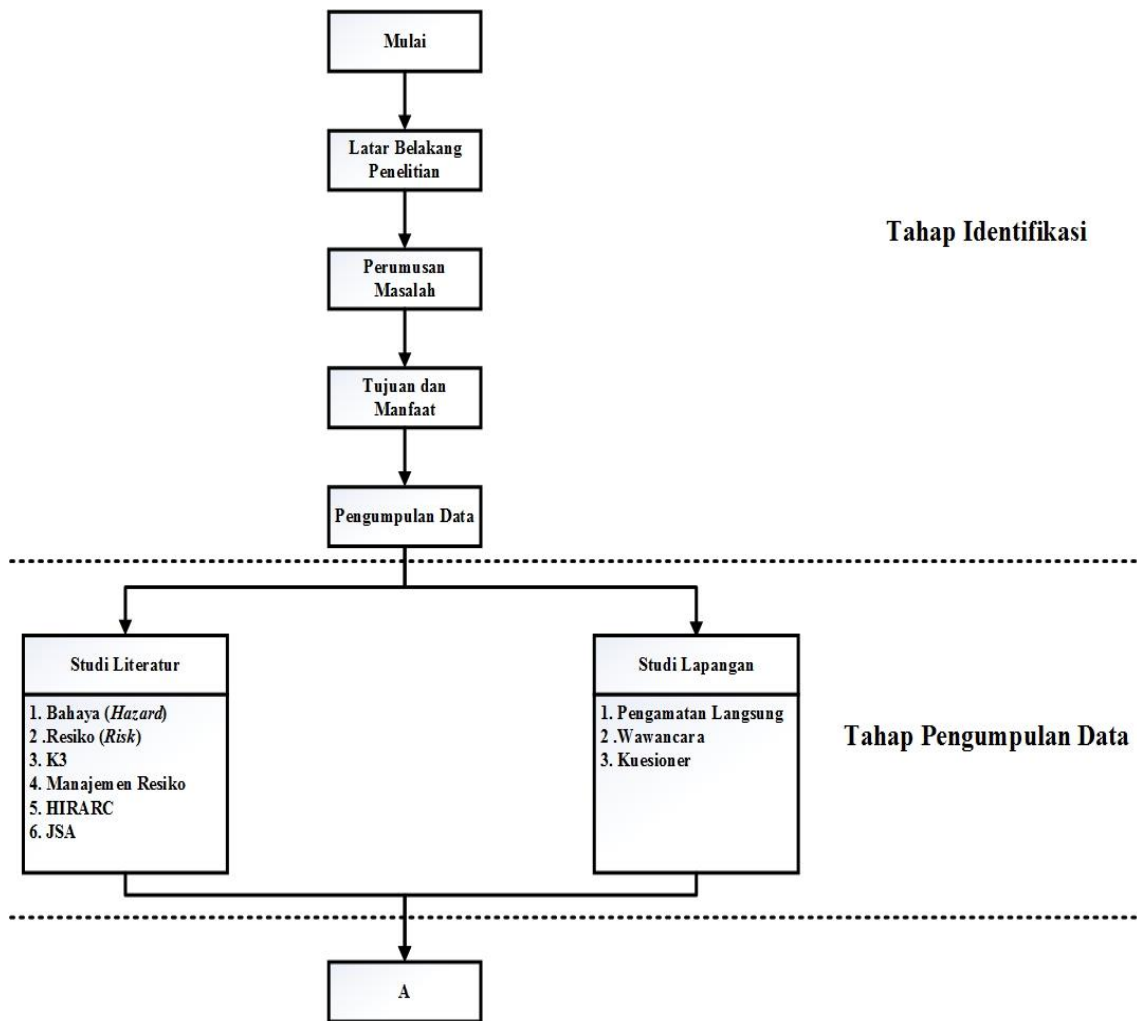 Mulai
Latar Belakang
Penelitian
Perumusan
Masalah
Tahap Identifikasi
Tujuan dan
Manfaat
Pengumpulan Data
Studi Literatur
1. Bahaya (Hazard)
2 .Resiko (Risk)
3. K3
4. Manajemen Resiko
5. HIRARC
6. JSA
Studi Lapangan
1. Pengamatan Langsung
2 .Wawancara
3. Kuesioner
Tahap Pengumpulan Data
A